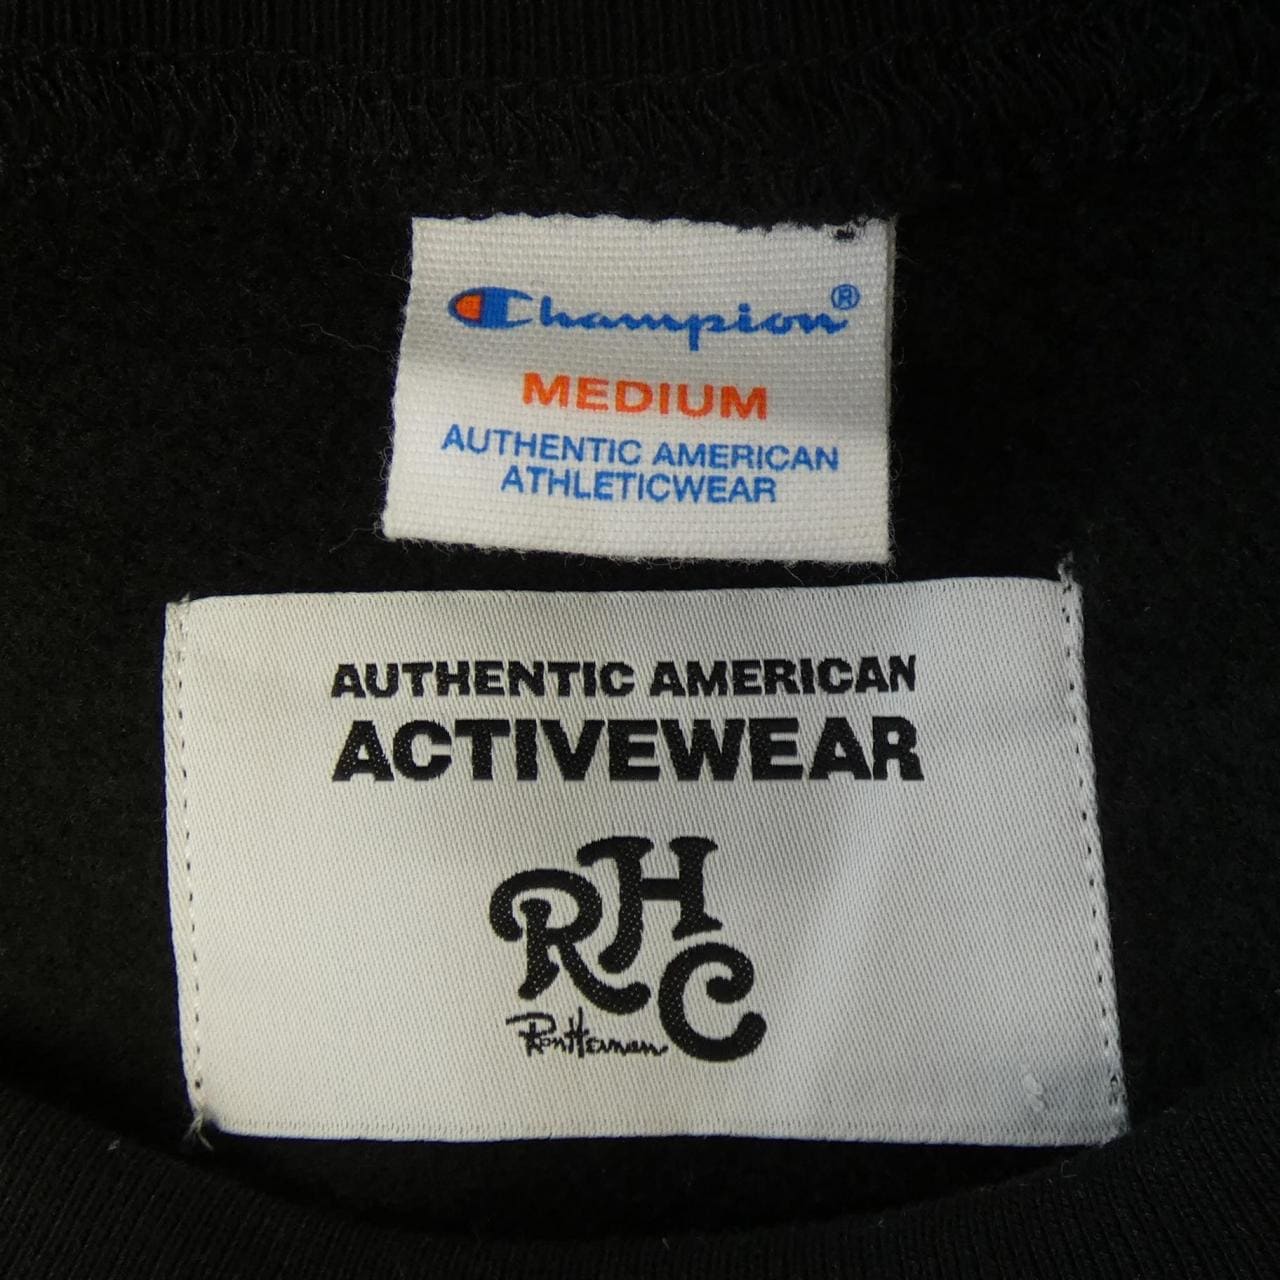 Champion®
MEDIUM
AUTHENTIC AMERICAN
ATHLETICWEAR
AUTHENTIC AMERICAN
ACTIVEWEAR
RHC
Ron Herman